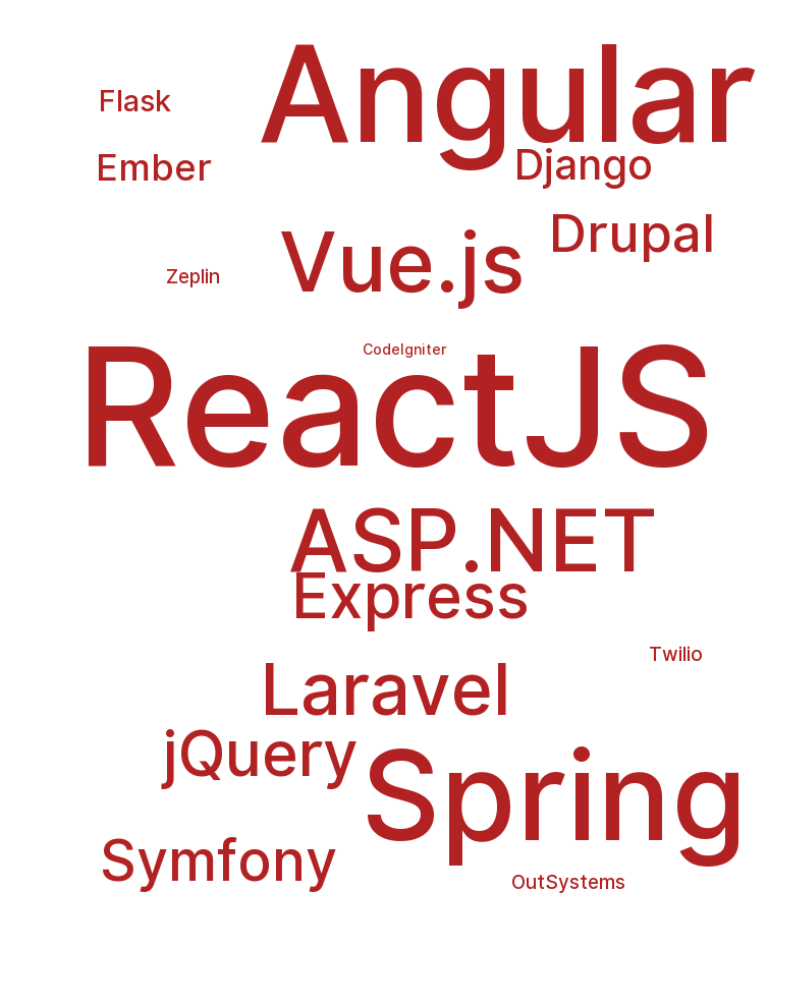 Angular
Flask
Ember
Django
Drupal
Vue.js
Zeplin
CodeIgniter
ReactJS
ASP.NET
Express
Twilio
Laravel
jQuery
Spring
Symfony
OutSystems